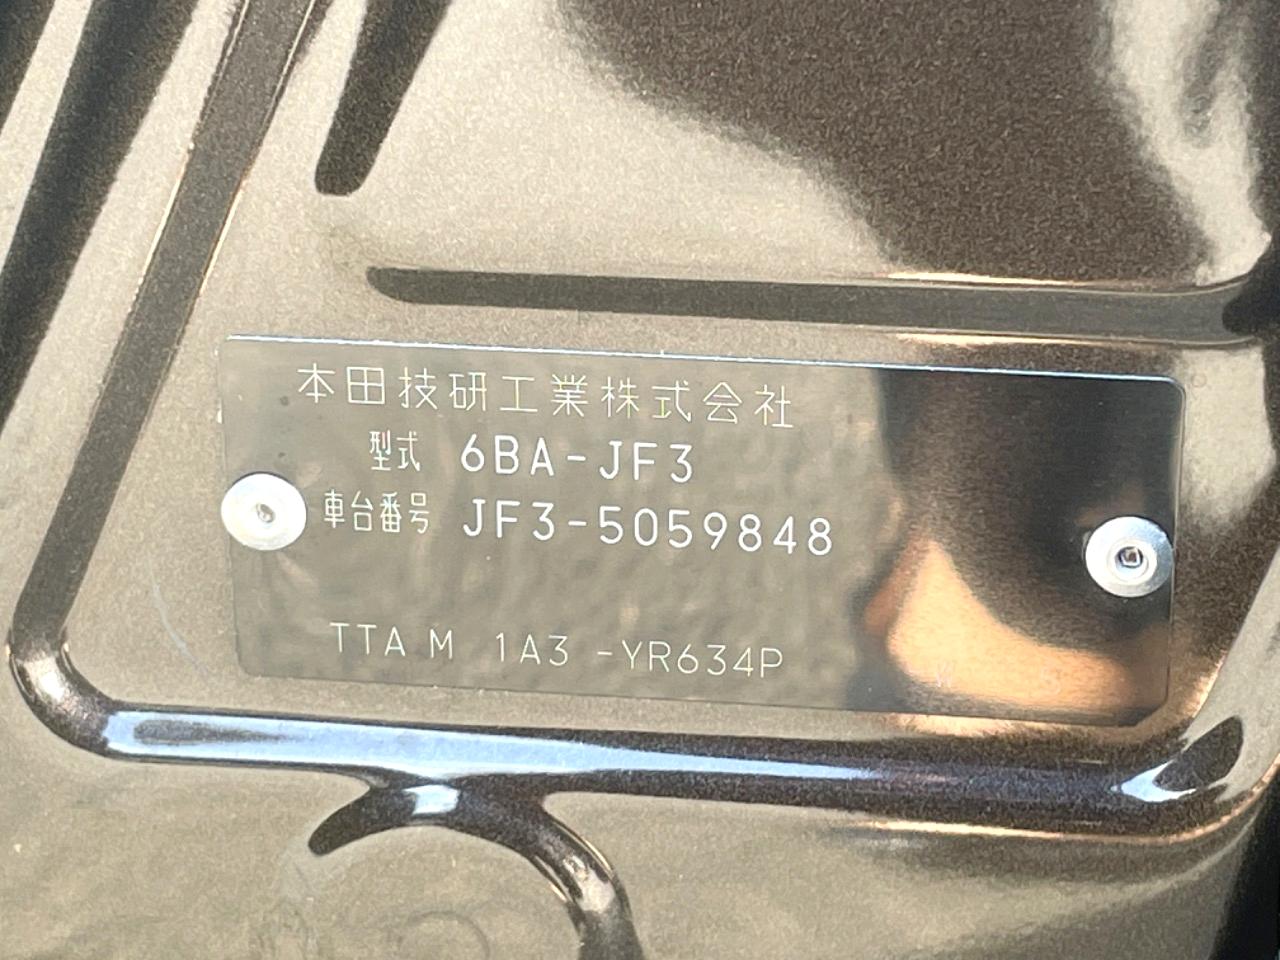 本田技研工業株式会社
型式 6BA-JF3
車台番号 JF3-5059848
TTA M 1A3 -YR634P
W S